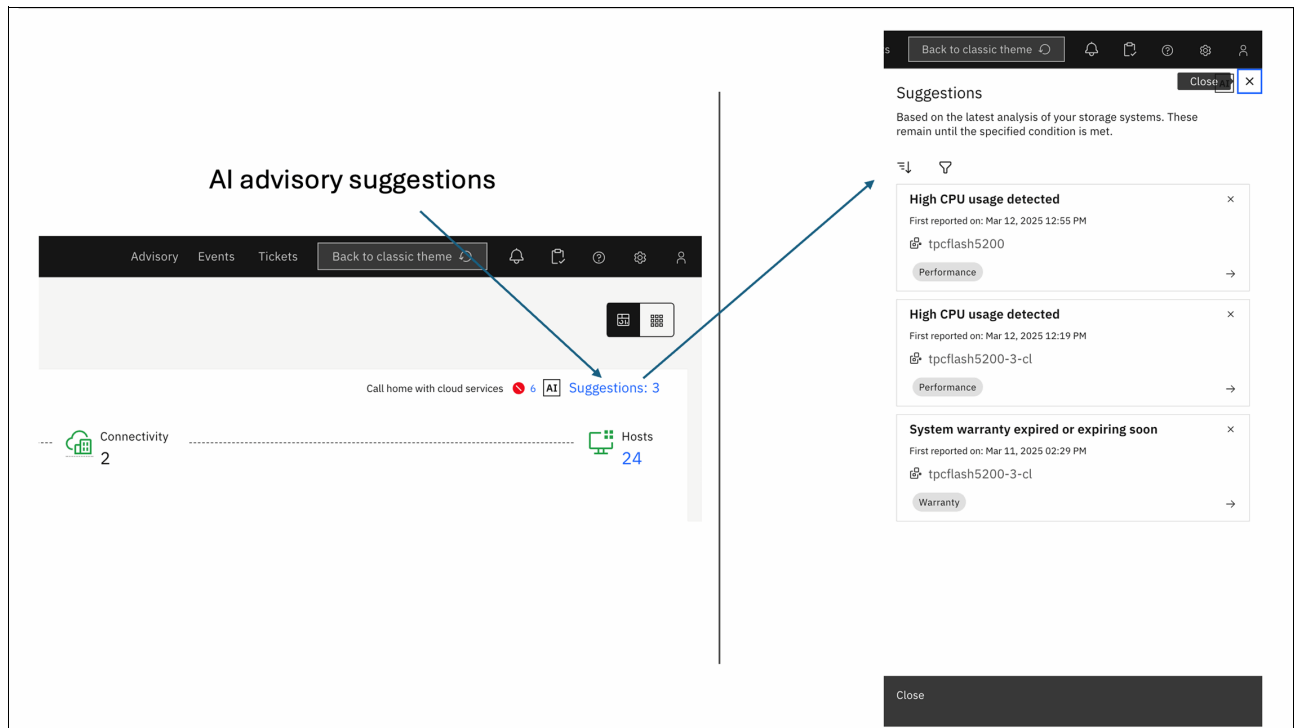 AI advisory suggestions
Advisory Events Tickets Back to classic theme
Call home with cloud services 6 AI Suggestions: 3
Connectivity
2
Hosts
24
s Back to classic theme
Close AI
Suggestions
Based on the latest analysis of your storage systems. These
remain until the specified condition is met.
High CPU usage detected
First reported on: Mar 12, 2025 12:55 PM
tpcflash5200
Performance
High CPU usage detected
First reported on: Mar 12, 2025 12:19 PM
tpcflash5200-3-cl
Performance
System warranty expired or expiring soon
First reported on: Mar 11, 2025 02:29 PM
tpcflash5200-3-cl
Warranty
Close